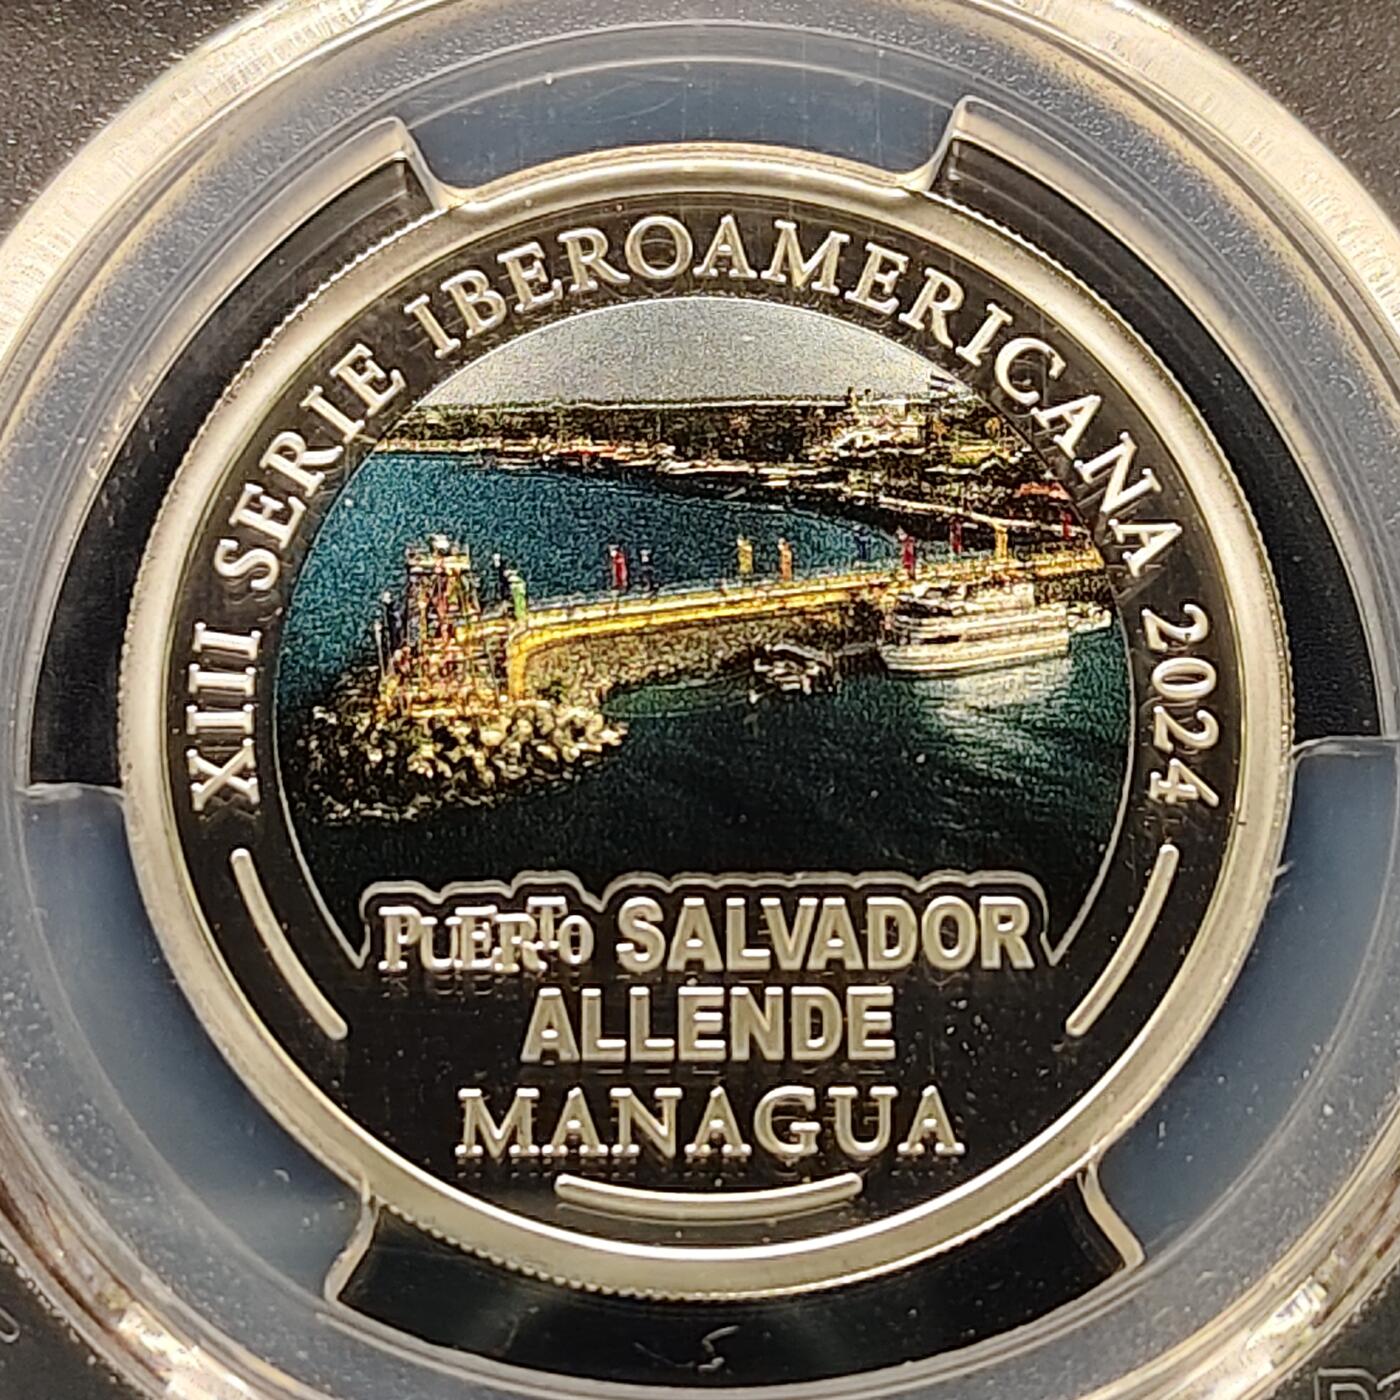 XIII SERIE IBEROAMERICANA 2024
PUERTO SALVADOR
ALLENDE
MANAGUA